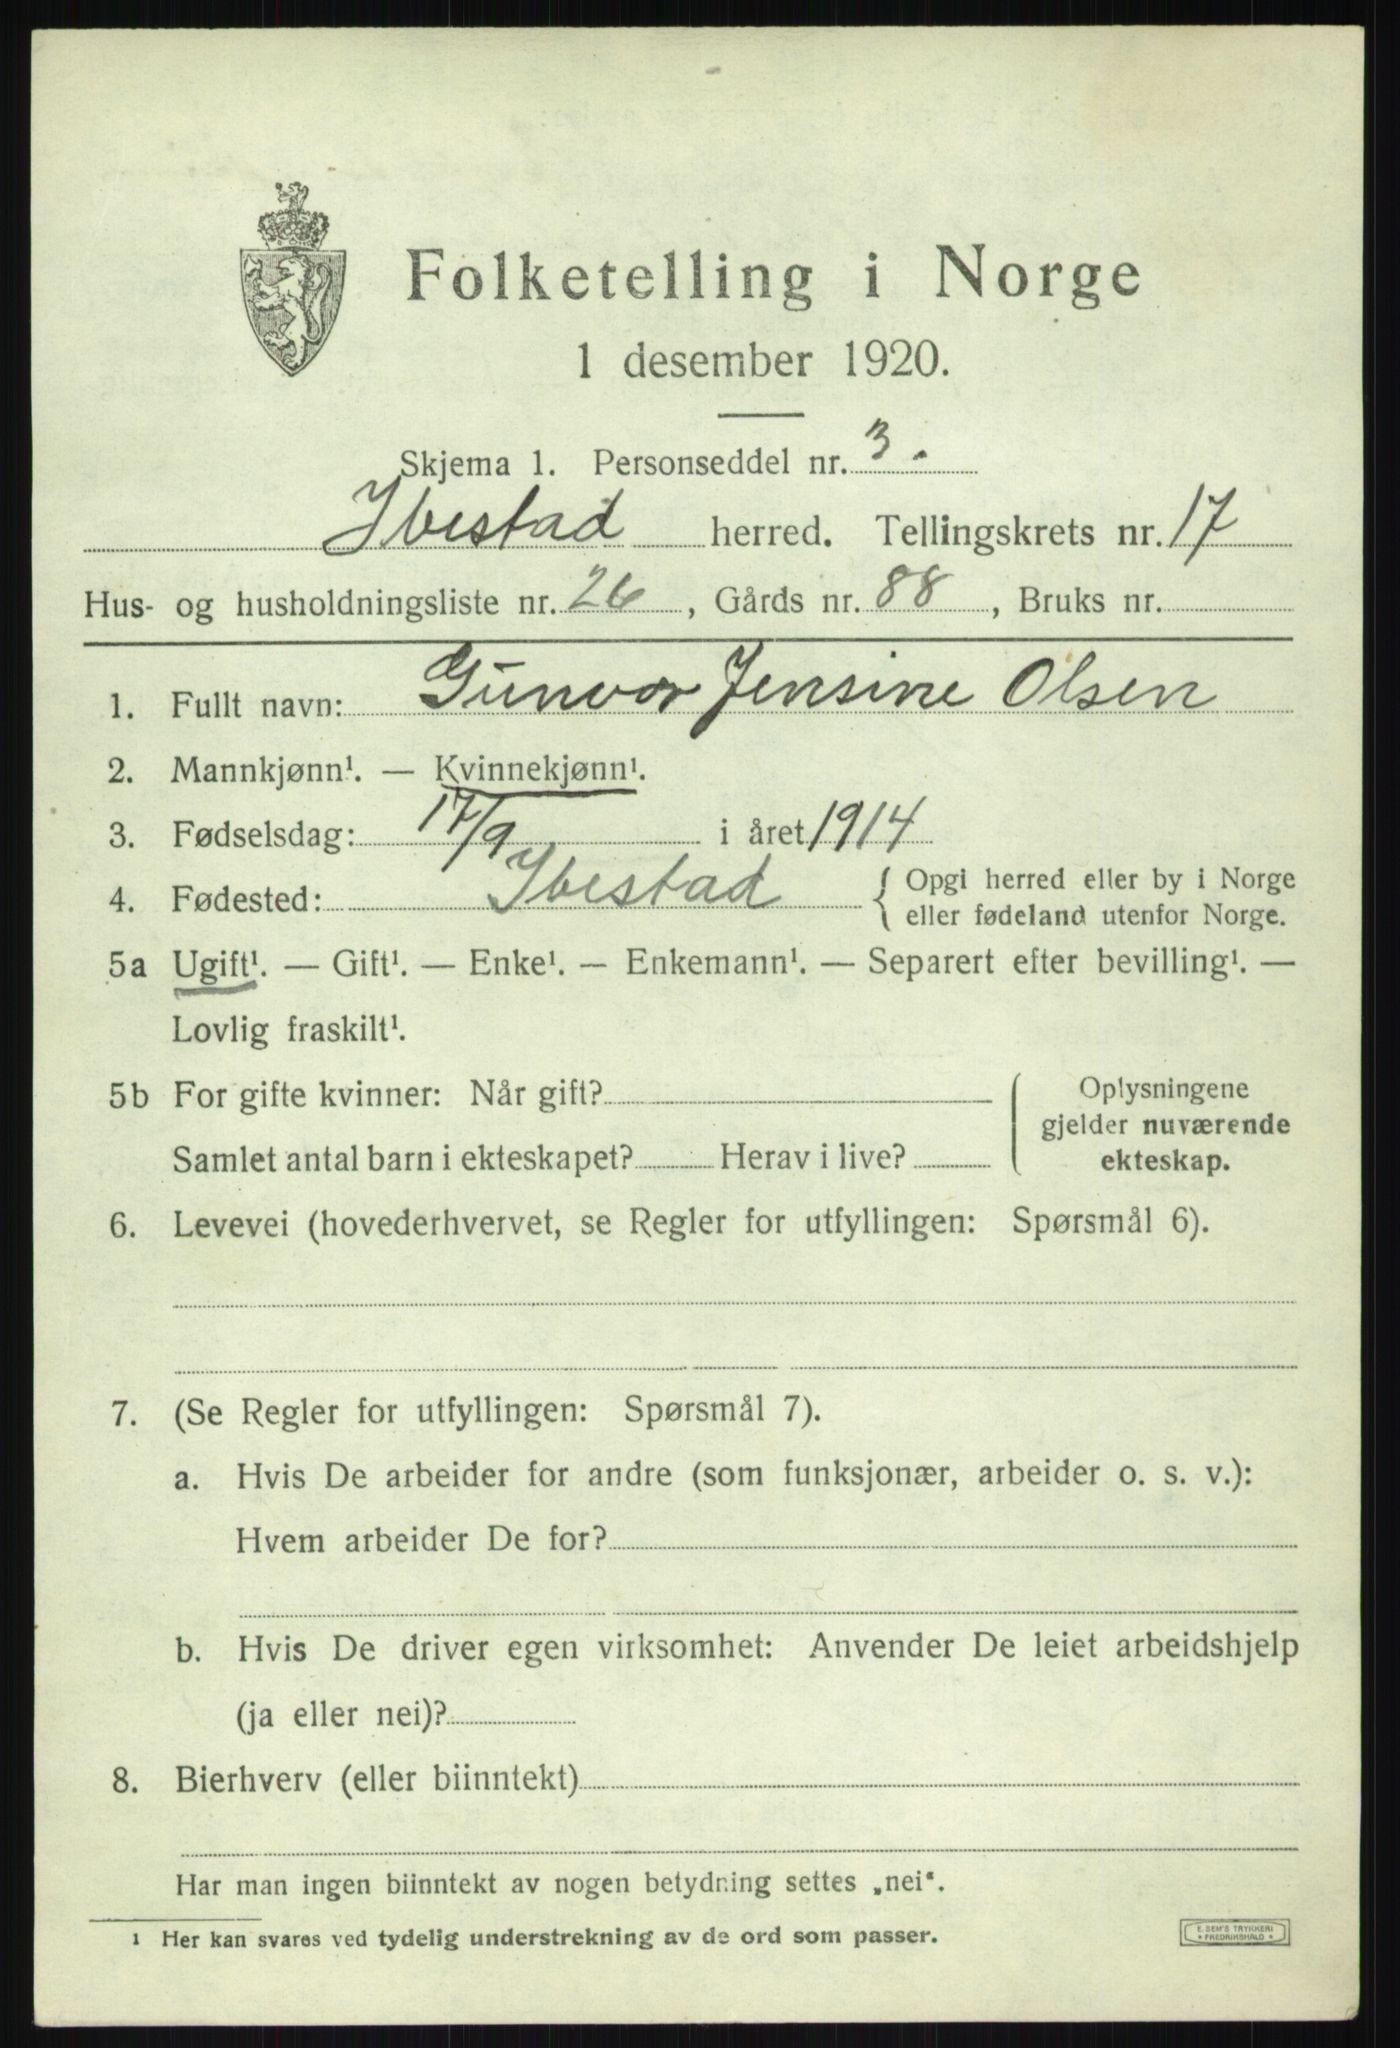 Folketelling i Norge
1 desember 1920.
Skjema 1. Personseddel nr. 3.
Ibestad herred. Tellingskrets nr. 17
Hus- og husholdningsliste nr. 26, Gårds nr. 88, Bruks nr.
1. Fullt navn: Gunvor Jensine Olsen
2. Mannkjønn¹. — Kvinnekjønn¹.
3. Fødselsdag: 17/9 i året 1914
4. Fødested: Ibestad { Opgi herred eller by i Norge
eller fødeland utenfor Norge.
5a Ugift¹. — Gift¹. — Enke¹. — Enkemann¹. — Separert efter bevilling¹. —
Lovlig fraskilt¹.
5b For gifte kvinner: Når gift?
Samlet antal barn i ekteskapet? Herav i live?
Oplysningene
gjelder nuværende
ekteskap.
6. Levevei (hovederhvervet, se Regler for utfyllingen: Spørsmål 6).
7. (Se Regler for utfyllingen: Spørsmål 7).
a. Hvis De arbeider for andre (som funksjonær, arbeider o. s. v.):
Hvem arbeider De for?
b. Hvis De driver egen virksomhet: Anvender De leiet arbeidshjelp
(ja eller nei)?
8. Bierhverv (eller biinntekt)
Har man ingen biinntekt av nogen betydning settes „nei“.
¹ Her kan svares ved tydelig understrekning av de ord som passer.
E. SEM'S TRYKKERI
* FREDRIKSHALD *